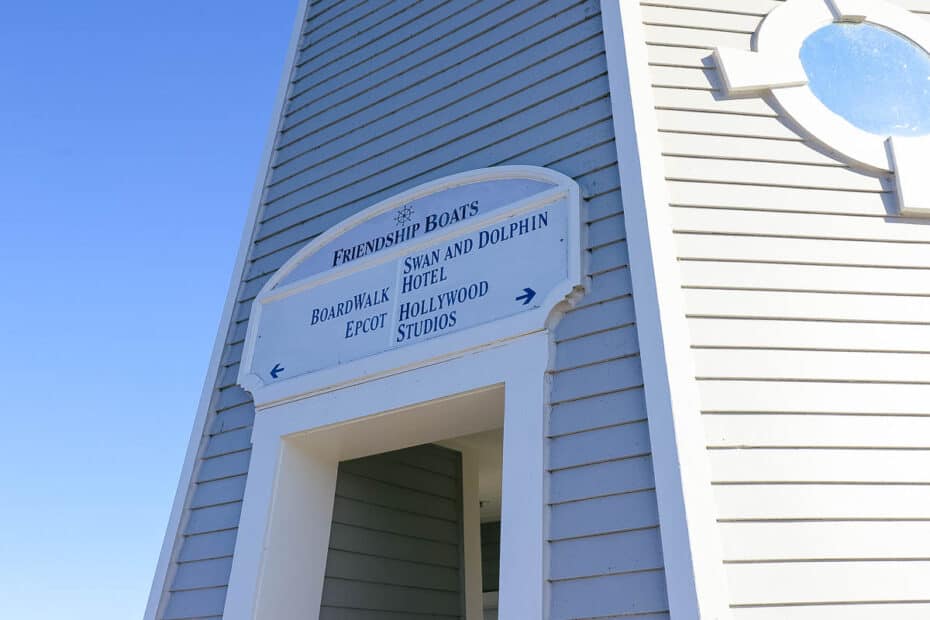 FRIENDSHIP BOATS
BOARDWALK
EPCOT
SWAN AND DOLPHIN
HOTEL
HOLLYWOOD
STUDIOS